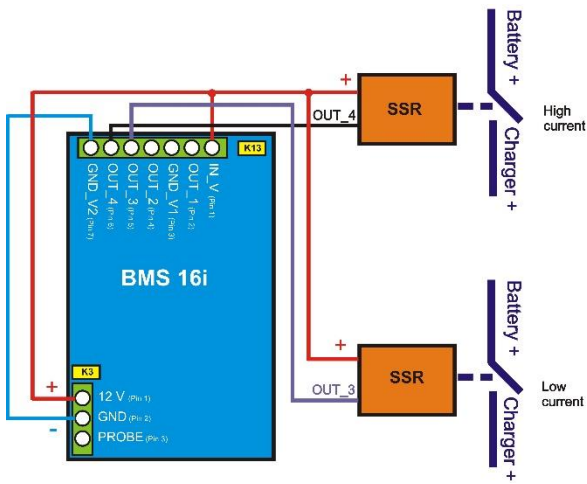 +
SSR
OUT_4
Battery +
Charger +
High
current
K13
GND_V2 (Pin 7)
OUT_4 (Pin 6)
OUT_3 (Pin 5)
OUT_2 (Pin 4)
GND_V1 (Pin 3)
OUT_1 (Pin 2)
IN_V (Pin 1)
BMS 16i
K3
+
12 V (Pin 1)
GND (Pin 2)
-
PROBE (Pin 3)
+
SSR
OUT_3
Battery +
Charger +
Low
current